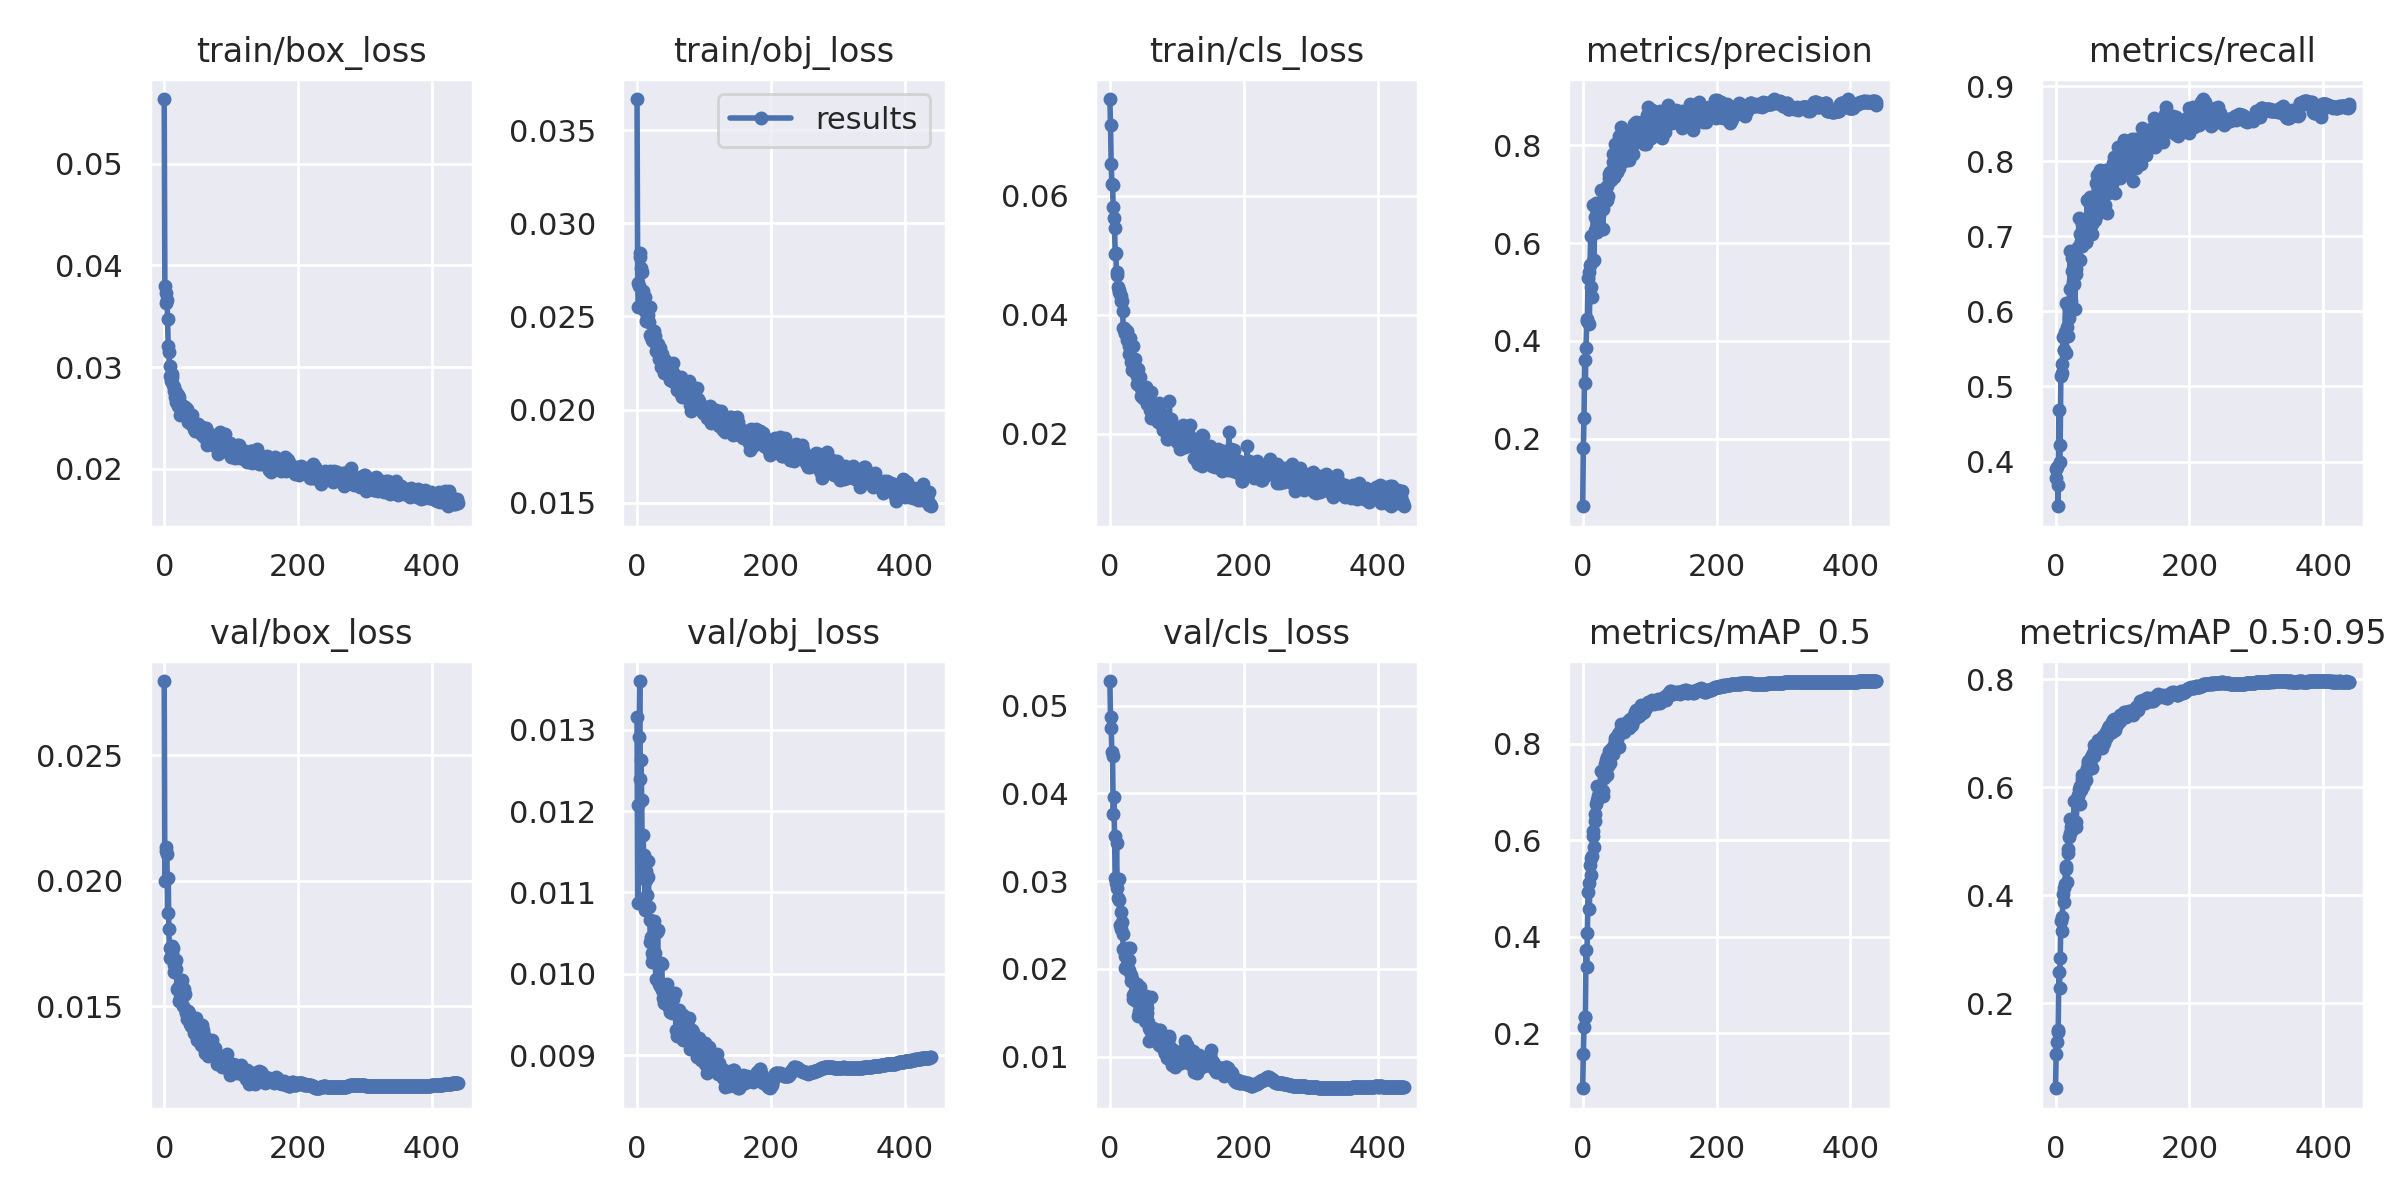 train/box_loss
0.05
0.04
0.03
0.02
0 200 400
train/obj_loss
results
0.035
0.030
0.025
0.020
0.015
0 200 400
train/cls_loss
0.06
0.04
0.02
0 200 400
metrics/precision
0.8
0.6
0.4
0.2
0 200 400
metrics/recall
0.9
0.8
0.7
0.6
0.5
0.4
0 200 400
val/box_loss
0.025
0.020
0.015
0 200 400
val/obj_loss
0.013
0.012
0.011
0.010
0.009
0 200 400
val/cls_loss
0.05
0.04
0.03
0.02
0.01
0 200 400
metrics/mAP_0.5
0.8
0.6
0.4
0.2
0 200 400
metrics/mAP_0.5:0.95
0.8
0.6
0.4
0.2
0 200 400